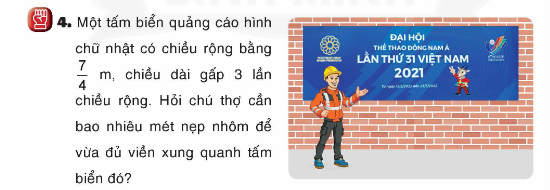 4. Một tấm biển quảng cáo hình
chữ nhật có chiều rộng bằng
7/4 m, chiều dài gấp 3 lần
chiều rộng. Hỏi chú thợ cần
bao nhiêu mét nẹp nhôm để
vừa đủ viền xung quanh tấm
biển đó?
ĐẠI HỘI
THỂ THAO ĐÔNG NAM Á
LẦN THỨ 31 VIỆT NAM
2021